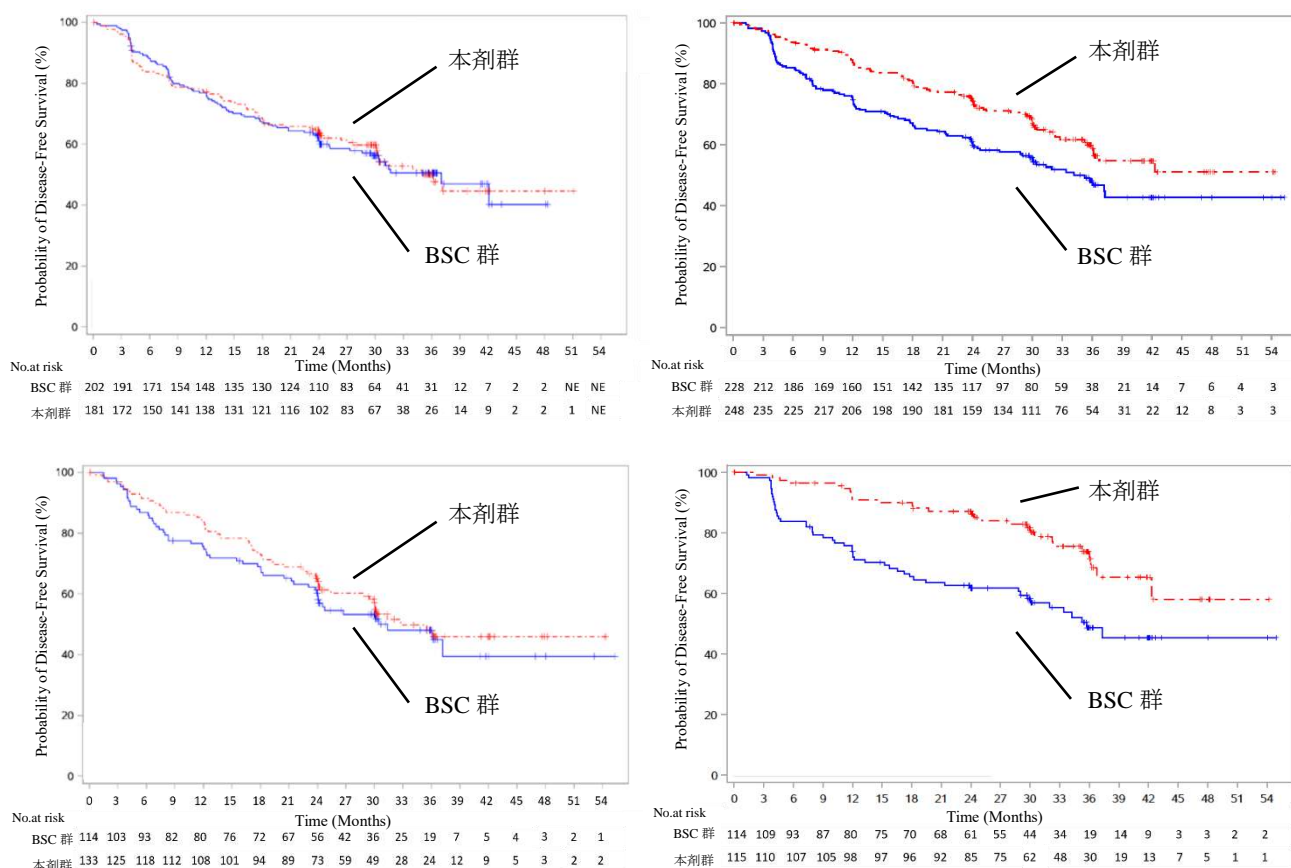 Probability of Disease-Free Survival (%)
100
80
60
40
20
0
本剤群
BSC 群
0 3 6 9 12 15 18 21 24 27 30 33 36 39 42 45 48 51 54
Time (Months)
No.at risk
BSC 群 202 191 171 154 148 135 130 124 110 83 64 41 31 12 7 2 2 NE NE
本剤群 181 172 150 141 138 131 121 116 102 83 67 38 26 14 9 2 2 1 NE
Probability of Disease-Free Survival (%)
100
80
60
40
20
0
本剤群
BSC 群
0 3 6 9 12 15 18 21 24 27 30 33 36 39 42 45 48 51 54
Time (Months)
No.at risk
BSC 群 228 212 186 169 160 151 142 135 117 97 80 59 38 21 14 7 6 4 3
本剤群 248 235 225 217 206 198 190 181 159 134 111 76 54 31 22 12 8 3 3
Probability of Disease-Free Survival (%)
100
80
60
40
20
0
本剤群
BSC 群
0 3 6 9 12 15 18 21 24 27 30 33 36 39 42 45 48 51 54
Time (Months)
No.at risk
BSC 群 114 103 93 82 80 76 72 67 56 42 36 25 19 7 5 4 3 2 1
本剤群 133 125 118 112 108 101 94 89 73 59 49 28 24 12 9 5 3 2 2
Probability of Disease-Free Survival (%)
100
80
60
40
20
0
本剤群
BSC 群
0 3 6 9 12 15 18 21 24 27 30 33 36 39 42 45 48 51 54
Time (Months)
No.at risk
BSC 群 114 109 93 87 80 75 70 68 61 55 44 34 19 14 9 3 3 2 2
本剤群 115 110 107 105 98 97 96 92 85 75 62 48 30 19 13 7 5 1 1